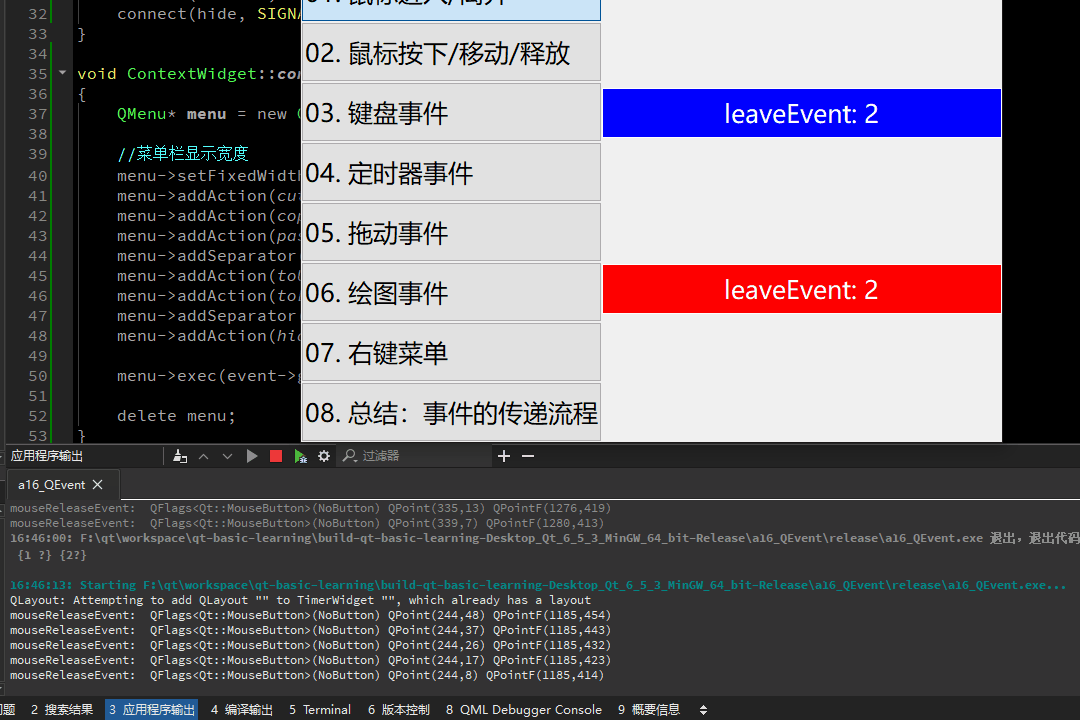 32 connect(hide, SIGNA
33 }
34
35 void ContextWidget::con
36 {
37 QMenu* menu = new
38
39 //菜单栏显示宽度
40 menu->setFixedWidth
41 menu->addAction(cu
42 menu->addAction(cop
43 menu->addAction(pas
44 menu->addSeparator
45 menu->addAction(to
46 menu->addAction(to
47 menu->addSeparator
48 menu->addAction(hi
49
50 menu->exec(event->g
51
52 delete menu;
53 }
02. 鼠标按下/移动/释放
03. 键盘事件
04. 定时器事件
05. 拖动事件
06. 绘图事件
07. 右键菜单
08. 总结：事件的传递流程
leaveEvent: 2
leaveEvent: 2
应用程序输出
过滤器
a16_QEvent
mouseReleaseEvent: QFlags<Qt::MouseButton>(NoButton) QPoint(335,13) QPointF(1276,419)
mouseReleaseEvent: QFlags<Qt::MouseButton>(NoButton) QPoint(339,7) QPointF(1280,413)
16:46:00: F:\qt\workspace\qt-basic-learning\build-qt-basic-learning-Desktop_Qt_6_5_3_MinGW_64_bit-Release\a16_QEvent\release\a16_QEvent.exe 退出，退出代码
{1 ?} {2?}
16:46:13: Starting F:\qt\workspace\qt-basic-learning\build-qt-basic-learning-Desktop_Qt_6_5_3_MinGW_64_bit-Release\a16_QEvent\release\a16_QEvent.exe...
QLayout: Attempting to add QLayout "" to TimerWidget "", which already has a layout
mouseReleaseEvent: QFlags<Qt::MouseButton>(NoButton) QPoint(244,48) QPointF(1185,454)
mouseReleaseEvent: QFlags<Qt::MouseButton>(NoButton) QPoint(244,37) QPointF(1185,443)
mouseReleaseEvent: QFlags<Qt::MouseButton>(NoButton) QPoint(244,26) QPointF(1185,432)
mouseReleaseEvent: QFlags<Qt::MouseButton>(NoButton) QPoint(244,17) QPointF(1185,423)
mouseReleaseEvent: QFlags<Qt::MouseButton>(NoButton) QPoint(244,8) QPointF(1185,414)
题 2 搜索结果 3 应用程序输出 4 编译输出 5 Terminal 6 版本控制 8 QML Debugger Console 9 概要信息